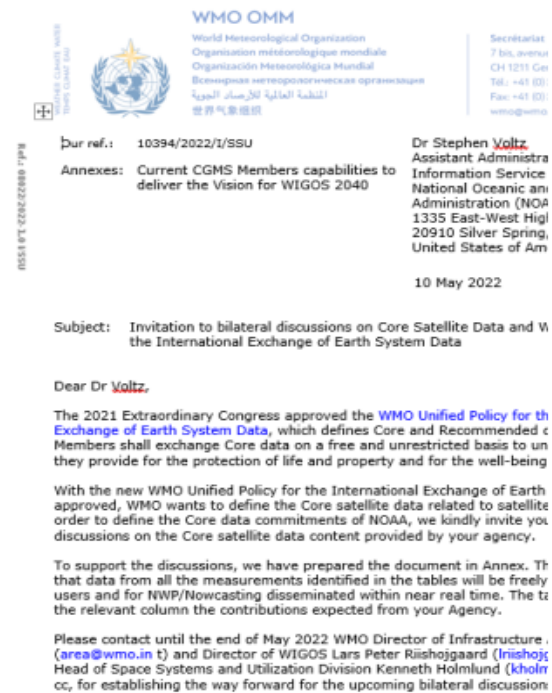 WMO OMM
World Meteorological Organization
Organisation météorologique mondiale
Organización Meteorológica Mundial
Всемирная метеорологическая организация
المنظمة العالمية للأرصاد الجوية
世界气象组织
WEATHER CLIMATE WATER
TEMPS CLIMAT EAU
Secrétariat
7 bis, avenue
CH 1211 Gen
Tél.: +41 (0)
Fax: +41 (0)
wmo@wmo.
Our ref.: 10394/2022/I/SSU
Annexes: Current CGMS Members capabilities to
deliver the Vision for WIGOS 2040
Dr Stephen Voltz
Assistant Administra
Information Service
National Oceanic and
Administration (NOA
1335 East-West High
20910 Silver Spring,
United States of Am
10 May 2022
Subject: Invitation to bilateral discussions on Core Satellite Data and W
the International Exchange of Earth System Data
Dear Dr Voltz,
The 2021 Extraordinary Congress approved the WMO Unified Policy for th
Exchange of Earth System Data, which defines Core and Recommended d
Members shall exchange Core data on a free and unrestricted basis to un
they provide for the protection of life and property and for the well-being
With the new WMO Unified Policy for the International Exchange of Earth
approved, WMO wants to define the Core satellite data related to satellite
order to define the Core data commitments of NOAA, we kindly invite you
discussions on the Core satellite data content provided by your agency.
To support the discussions, we have prepared the document in Annex. Th
that data from all the measurements identified in the tables will be freely
users and for NWP/Nowcasting disseminated within near real time. The ta
the relevant column the contributions expected from your Agency.
Please contact until the end of May 2022 WMO Director of Infrastructure
(area@wmo.in t) and Director of WIGOS Lars Peter Riishojgaard (lriishojg
Head of Space Systems and Utilization Division Kenneth Holmlund (kholm
cc, for establishing the way forward for the upcoming bilateral discussion